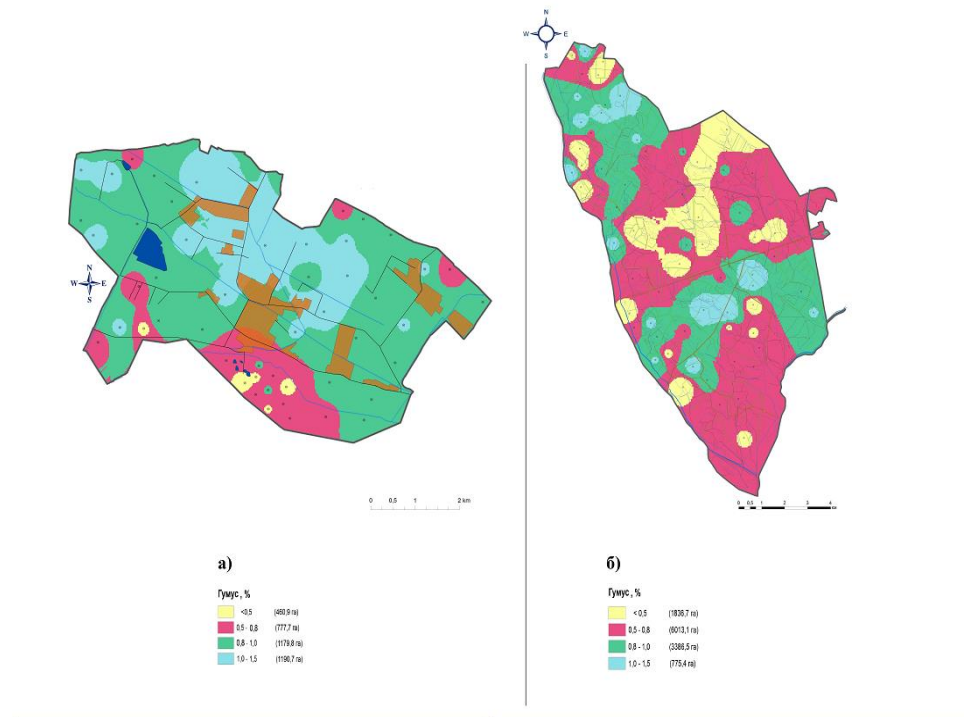 N
W E
S
N
W E
S
0 0,5 1 2 km
0 0,5 1 2 3 4
а)
Гумус, %
<0,5 (460,9 га)
0,5 - 0,8 (777,7 га)
0,8 - 1,0 (1179,8 га)
1,0 - 1,5 (1190,7 га)
б)
Гумус, %
< 0,5 (1836,7 га)
0,5 - 0,8 (6013,1 га)
0,8 - 1,0 (3386,5 га)
1,0 - 1,5 (775,4 га)